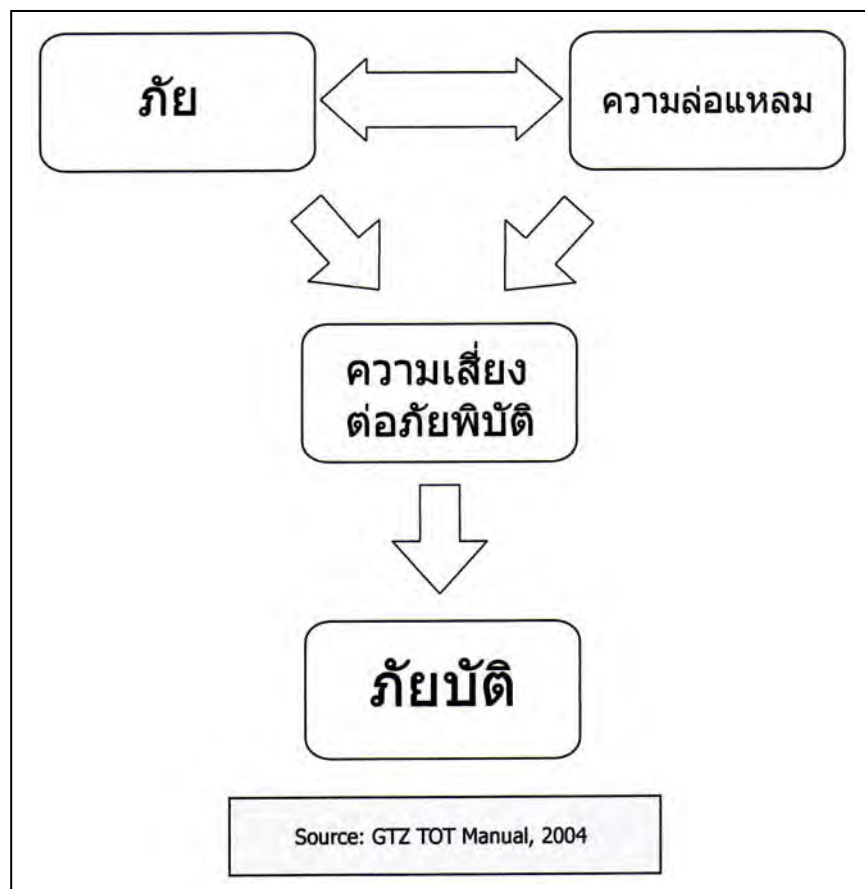 ภัย
ความล่อแหลม
ความเสี่ยง
ต่อภัยพิบัติ
ภัยบัติ
Source: GTZ TOT Manual, 2004